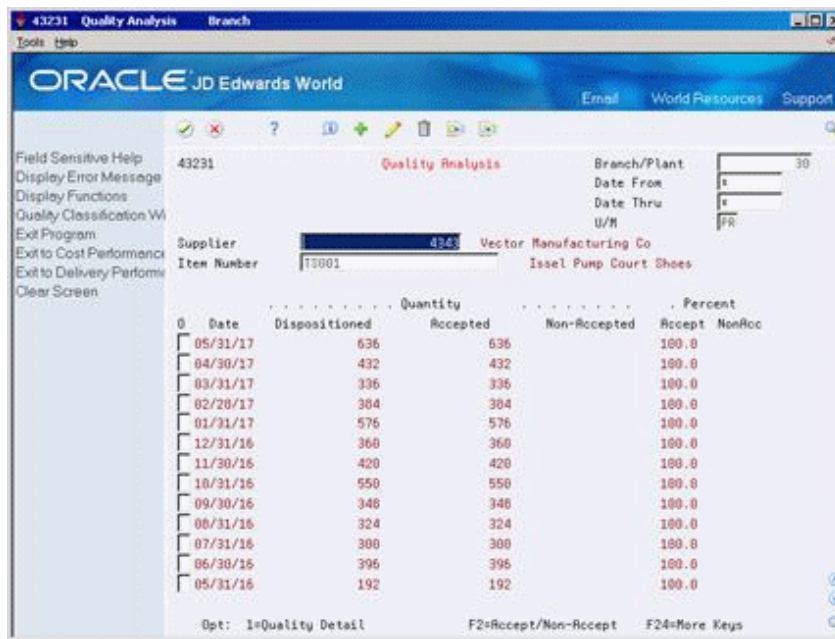 43231 Quality Analysis Branch
Tools Help
ORACLE JD Edwards World
Email World Resources Support
Field Sensitive Help
Display Error Message
Display Functions
Quality Classification Wi
Exit Program
Exit to Cost Performance
Exit to Delivery Performa
Clear Screen
43231 Quality Analysis Branch/Plant 30
Date From *
Date Thru *
U/M PR
Supplier 4343 Vector Manufacturing Co
Item Number TS001 Issel Pump Court Shoes
. . . . . . . . . Quantity . . . . . . . . . Percent
O Date Dispositioned Accepted Non-Accepted Accept NonAcc
05/31/17 636 636 100.0
04/30/17 432 432 100.0
03/31/17 336 336 100.0
02/28/17 384 384 100.0
01/31/17 576 576 100.0
12/31/16 360 360 100.0
11/30/16 420 420 100.0
10/31/16 550 550 100.0
09/30/16 348 348 100.0
08/31/16 324 324 100.0
07/31/16 300 300 100.0
06/30/16 396 396 100.0
05/31/16 192 192 100.0
Opt: 1=Quality Detail F2=Accept/Non-Accept F24=More Keys